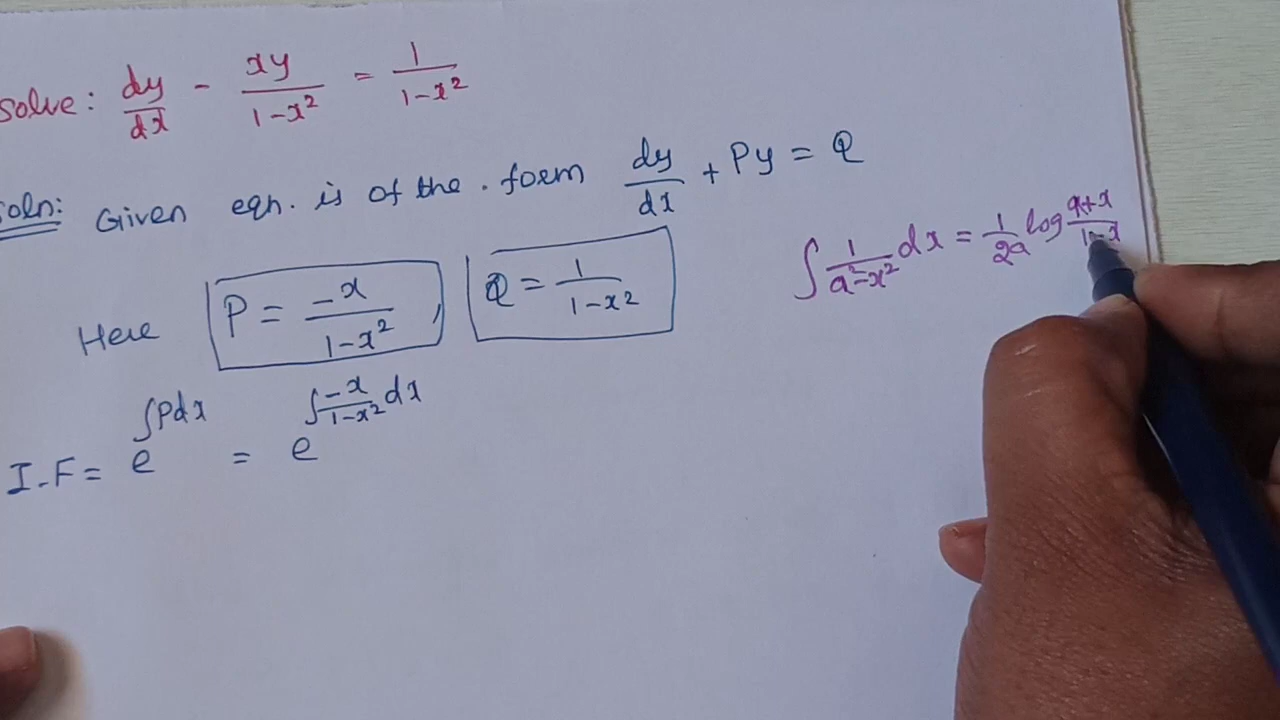 Solve: dy/dx - xy/(1-x²) = 1/(1-x²)
Soln: Given eqn. is of the . form dy/dx + Py = Q
∫ 1/(a²-x²) dx = 1/2a log (a+x)/(1-x)
Here P = -x/(1-x²), Q = 1/(1-x²)
I.F = e^∫Pdx = e^∫-x/(1-x²) dx